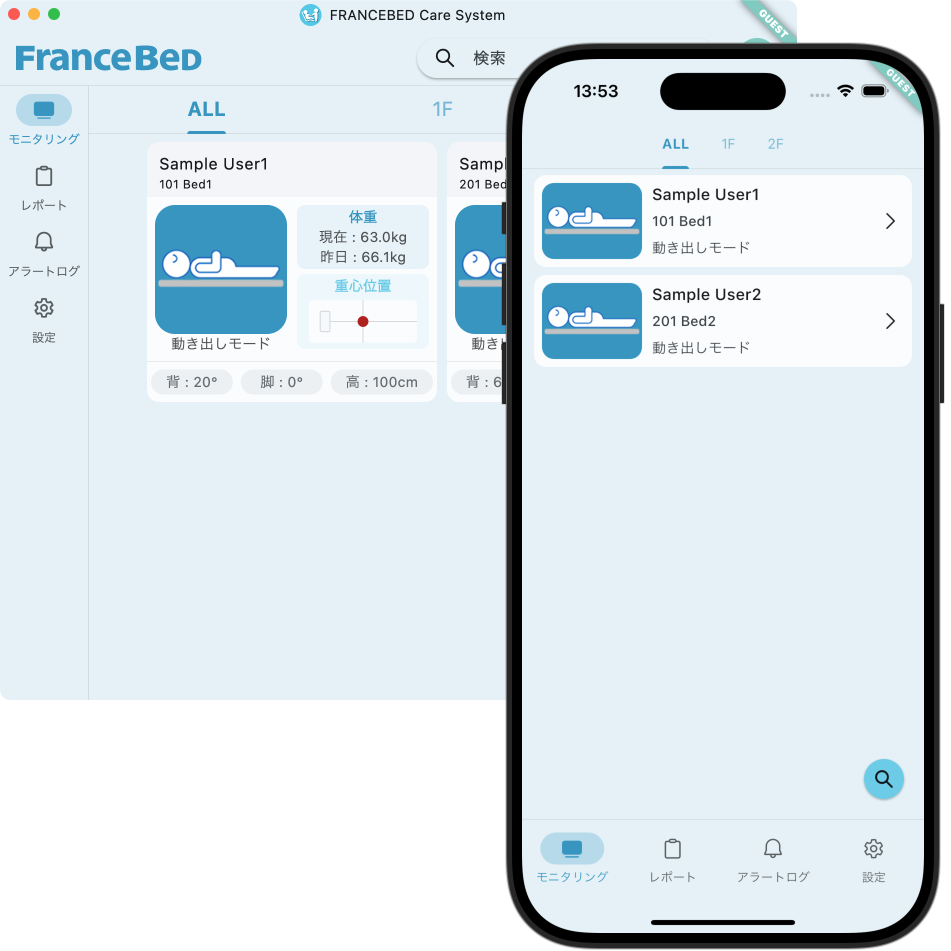 FRANCEBED Care System
GUEST
FRANCEBED
検索
モニタリング
レポート
アラートログ
設定
ALL
1F
Sample User1
101 Bed1
体重
現在 : 63.0kg
昨日 : 66.1kg
重心位置
動き出しモード
背 : 20°
脚 : 0°
高 : 100cm
201 Bed
背 : 6
13:53
GUEST
ALL
1F
2F
Sample User1
101 Bed1
動き出しモード
Sample User2
201 Bed2
動き出しモード
モニタリング
レポート
アラートログ
設定